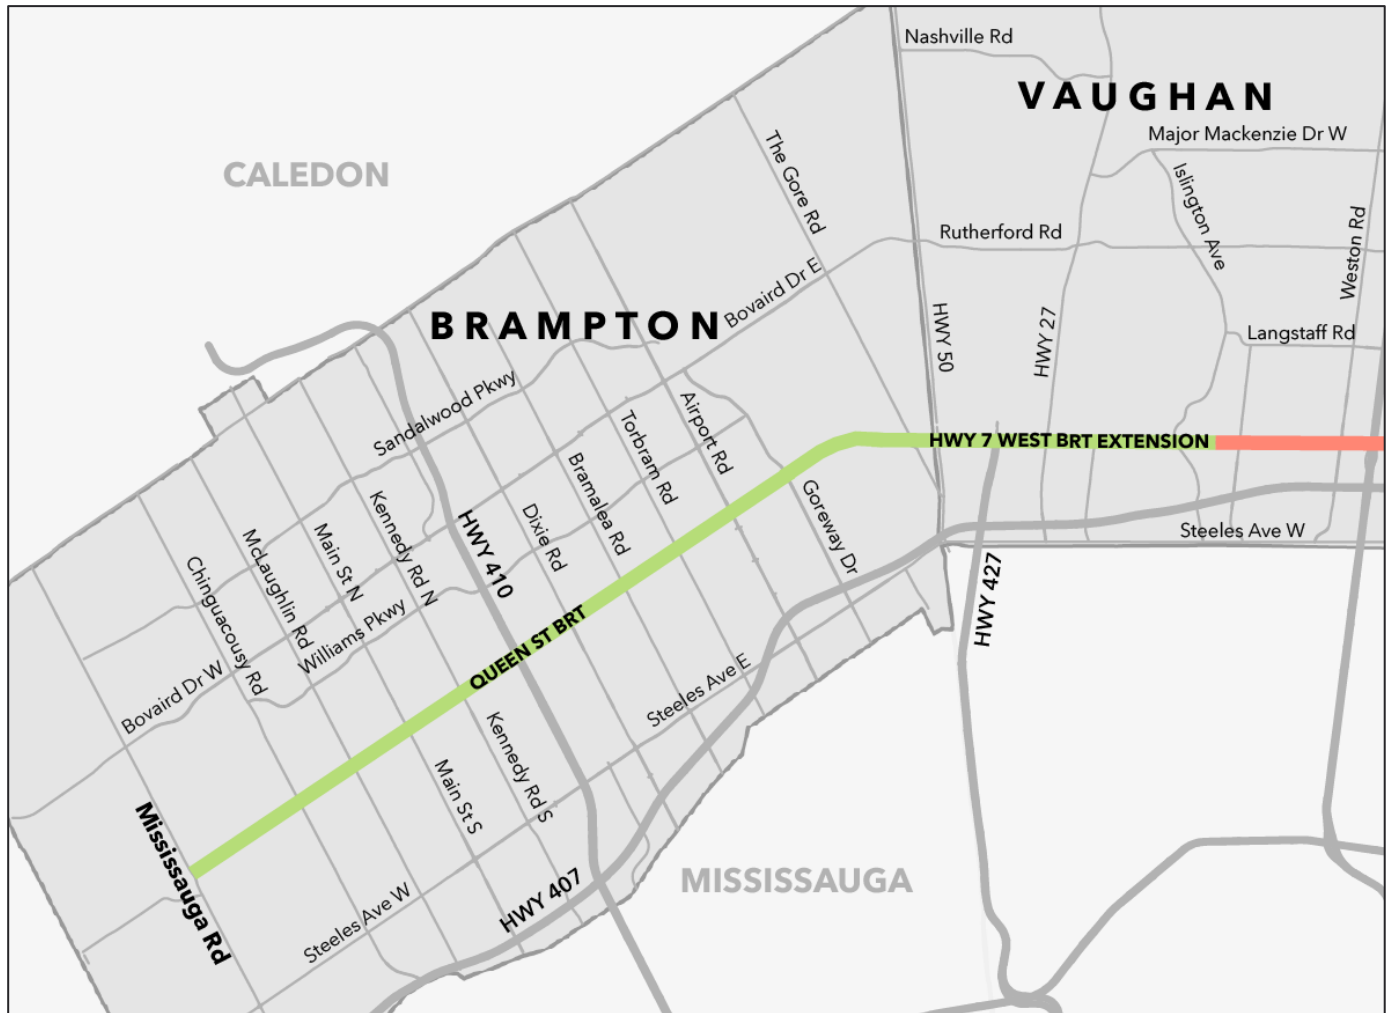 Nashville Rd
VAUGHAN
Major Mackenzie Dr W
CALEDON
The Gore Rd
Islington Ave
Weston Rd
Rutherford Rd
Bovaird Dr E
BRAMPTON
HWY 50
HWY 27
Langstaff Rd
Sandalwood Pkwy
Airport Rd
Torbram Rd
HWY 7 WEST BRT EXTENSION
Bramalea Rd
Goreway Dr
Kennedy Rd N
Dixie Rd
HWY 410
Main St N
McLaughlin Rd
Chinguacousy Rd
Steeles Ave W
HWY 427
Williams Pkwy
QUEEN ST BRT
Bovaird Dr W
Steeles Ave E
Kennedy Rd S
Main St S
Mississauga Rd
HWY 407
MISSISSAUGA
Steeles Ave W